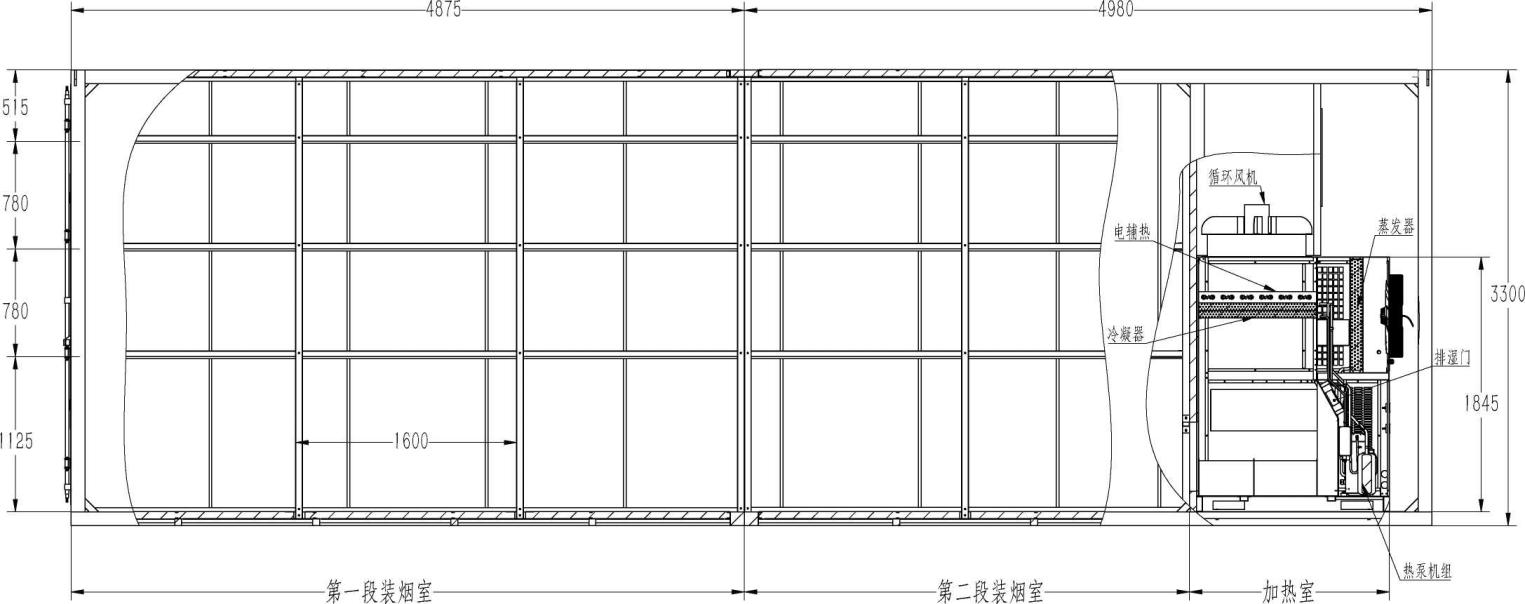 4875
4980
515
780
780
1125
1600
3300
1845
循环风机
电辅热
蒸发器
冷凝器
排湿门
热泵机组
第一段装烟室
第二段装烟室
加热室